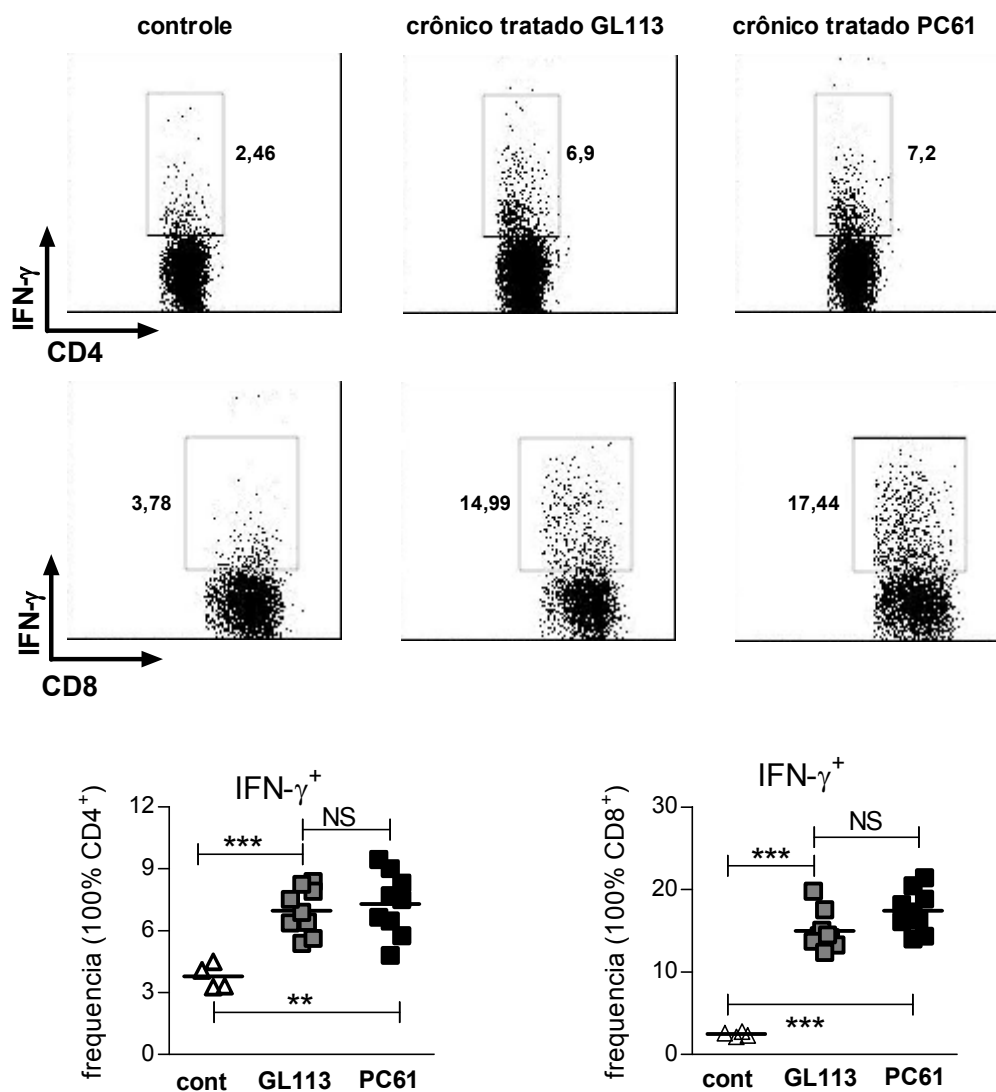 controle crônico tratado GL113 crônico tratado PC61
2,46 6,9 7,2
IFN-γ
CD4
3,78 14,99 17,44
IFN-γ
CD8
IFN-γ+
frequencia (100% CD4+)
12
9
6
3
0
NS
***
**
cont GL113 PC61
IFN-γ+
frequencia (100% CD8+)
30
20
10
0
NS
***
***
cont GL113 PC61